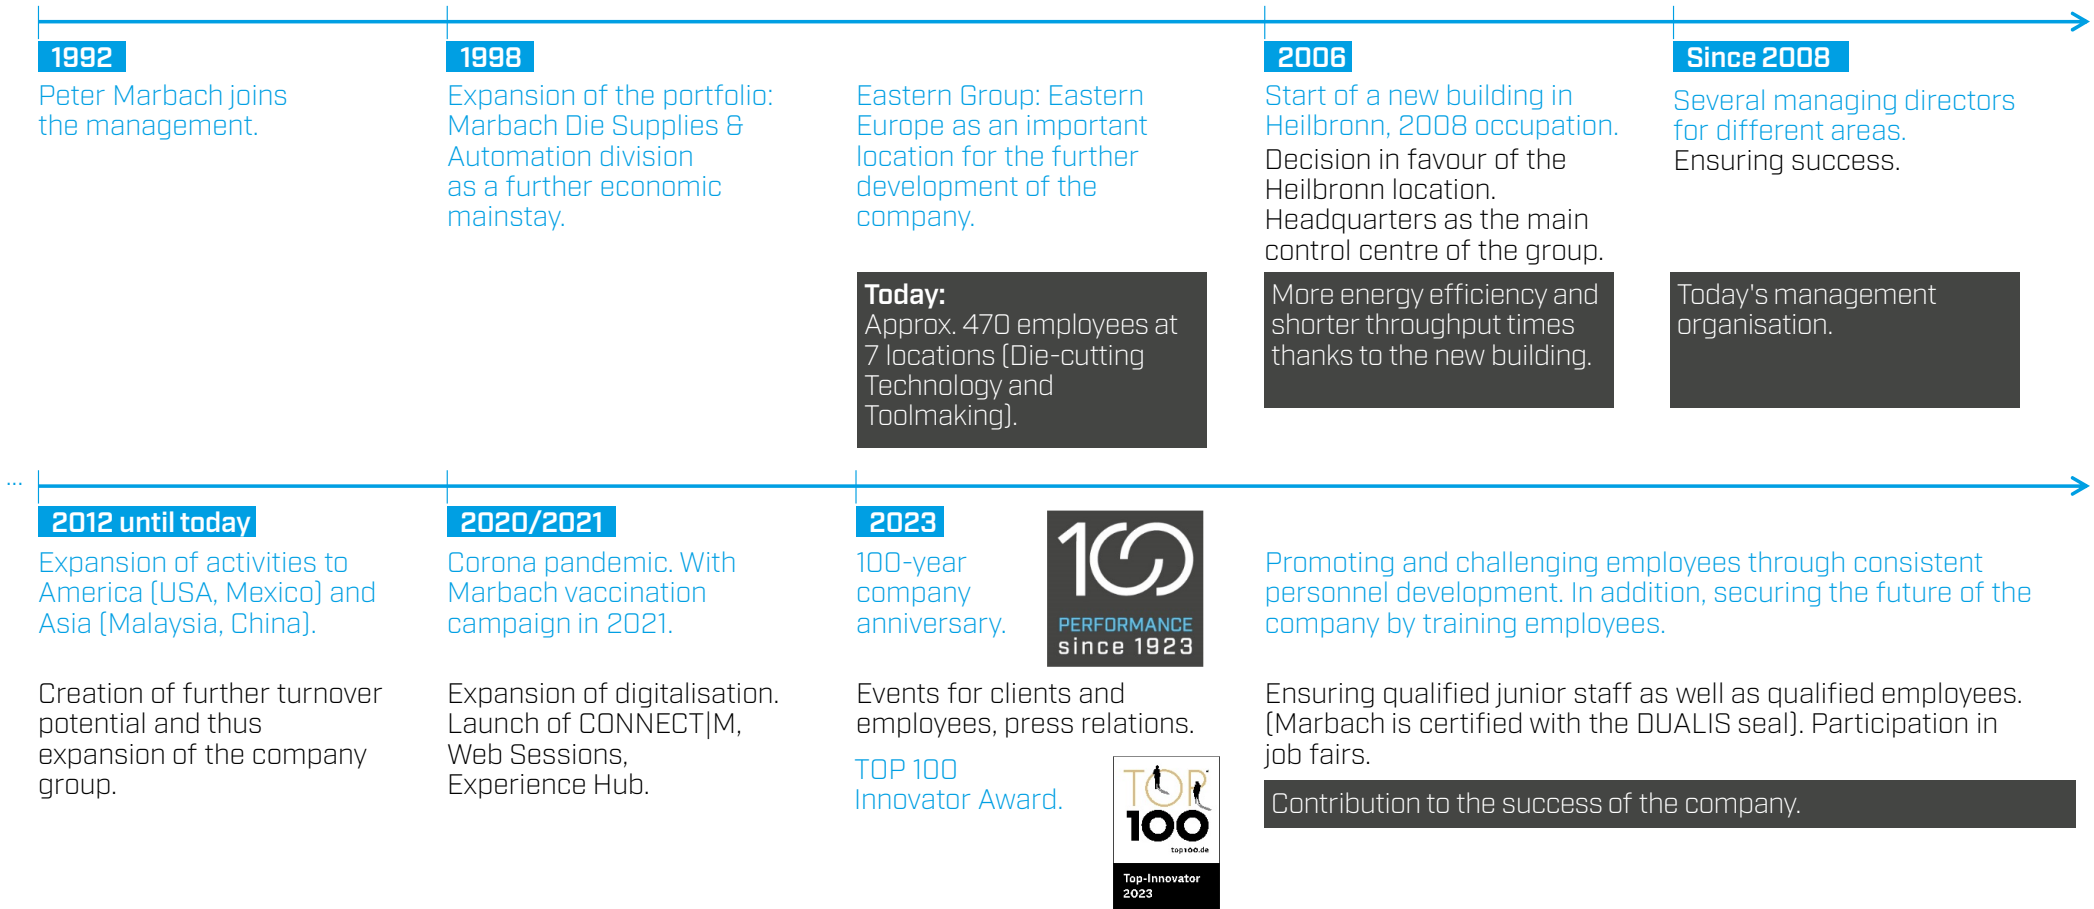 1992
Peter Marbach joins
the management.
1998
Expansion of the portfolio:
Marbach Die Supplies &
Automation division
as a further economic
mainstay.
Eastern Group: Eastern
Europe as an important
location for the further
development of the
company.
Today:
Approx. 470 employees at
7 locations (Die-cutting
Technology and
Toolmaking).
2006
Start of a new building in
Heilbronn, 2008 occupation.
Decision in favour of the
Heilbronn location.
Headquarters as the main
control centre of the group.
More energy efficiency and
shorter throughput times
thanks to the new building.
Since 2008
Several managing directors
for different areas.
Ensuring success.
Today's management
organisation.
...
2012 until today
Expansion of activities to
America (USA, Mexico) and
Asia (Malaysia, China).
Creation of further turnover
potential and thus
expansion of the company
group.
2020/2021
Corona pandemic. With
Marbach vaccination
campaign in 2021.
Expansion of digitalisation.
Launch of CONNECT|M,
Web Sessions,
Experience Hub.
2023
100-year
company
anniversary.
100
PERFORMANCE
since 1923
Events for clients and
employees, press relations.
TOP 100
Innovator Award.
TOP
100
top100.de
Top-Innovator
2023
Promoting and challenging employees through consistent
personnel development. In addition, securing the future of the
company by training employees.
Ensuring qualified junior staff as well as qualified employees.
(Marbach is certified with the DUALIS seal). Participation in
job fairs.
Contribution to the success of the company.